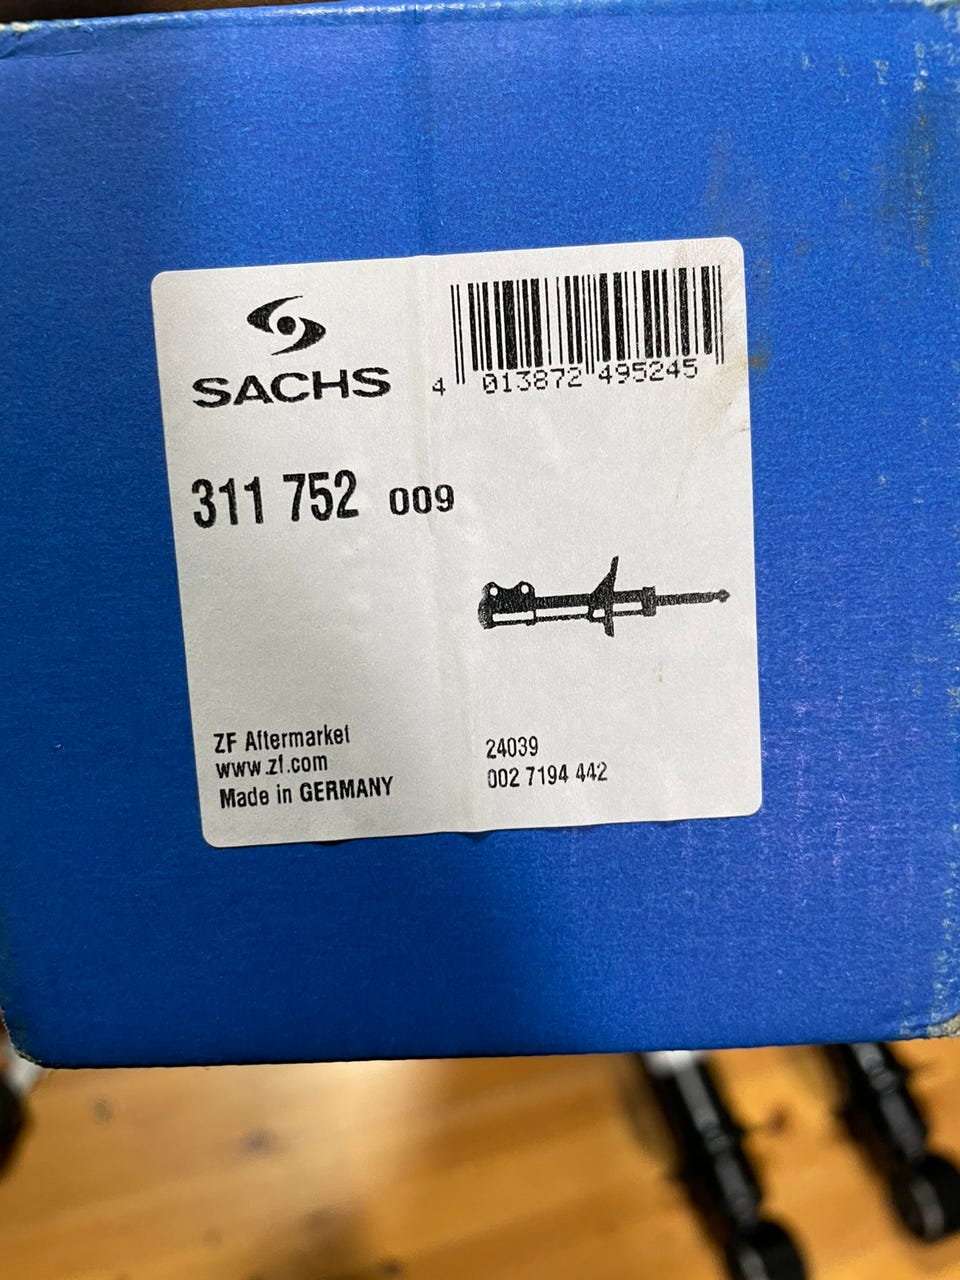 SACHS
4 013872 495245
311 752 009
ZF Aftermarket
www.zf.com
Made in GERMANY
24039
002 7194 442